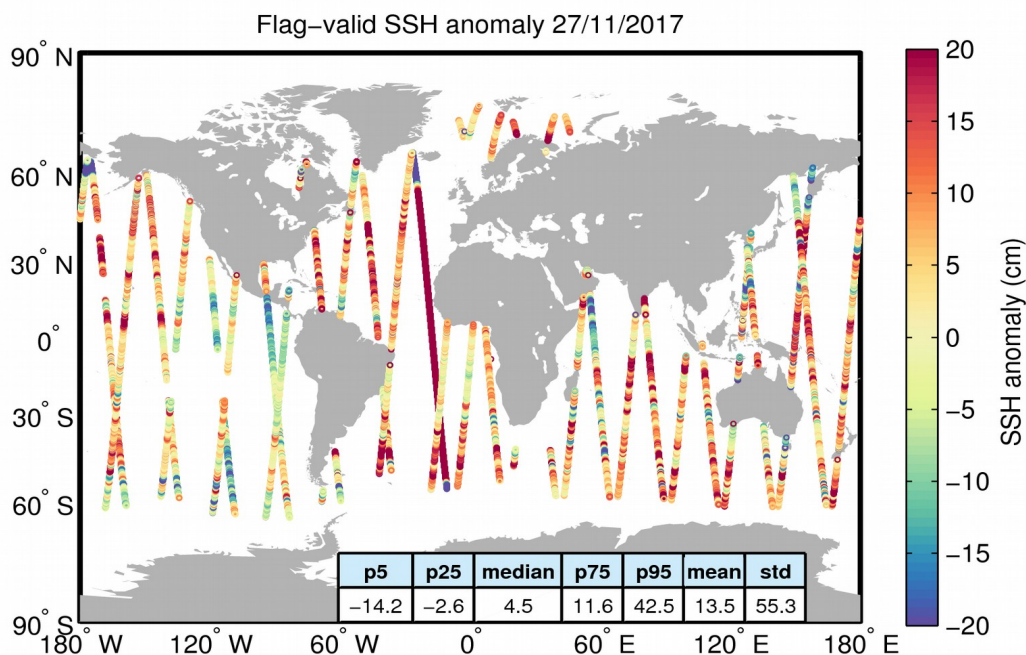 Flag−valid SSH anomaly 27/11/2017
90° N
60° N
30° N
0°
30° S
60° S
90° S
180° W
120° W
60° W
0°
60° E
120° E
180° E
p5 p25 median p75 p95 mean std
−14.2 −2.6 4.5 11.6 42.5 13.5 55.3
20
15
10
5
0
−5
−10
−15
−20
SSH anomaly (cm)